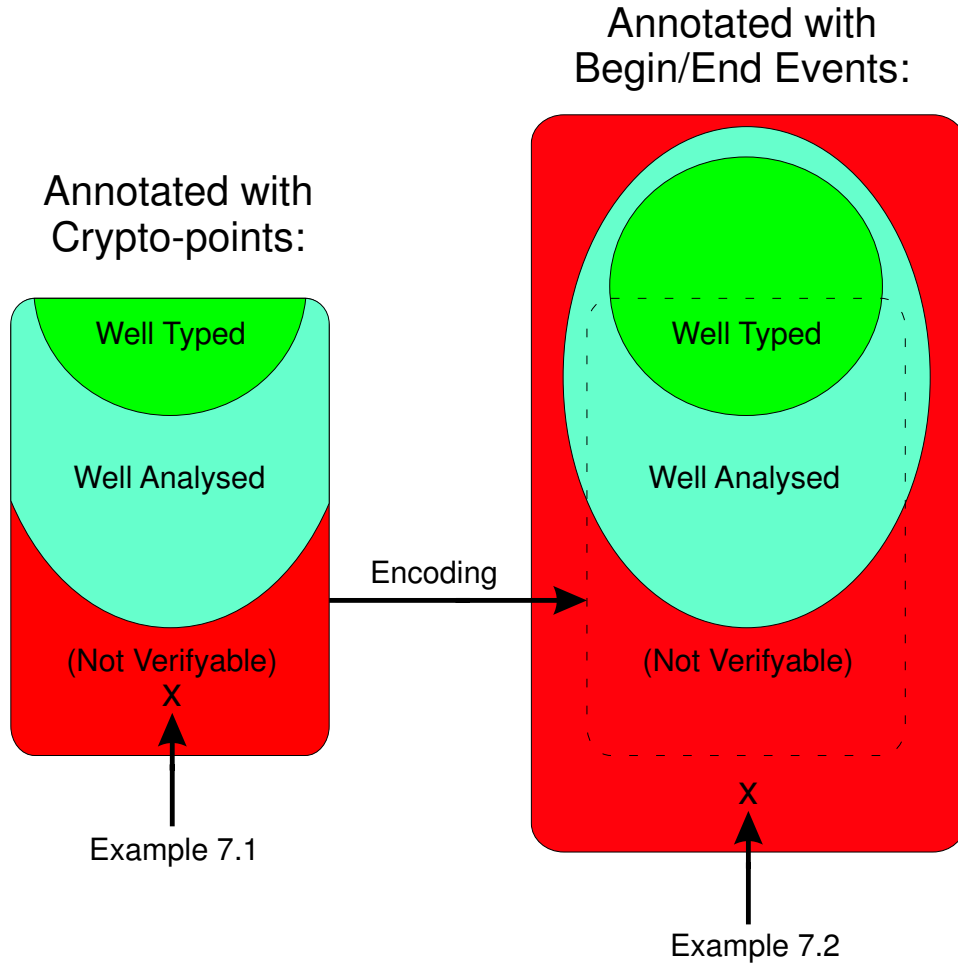 Annotated with
Crypto-points:
Well Typed
Well Analysed
(Not Verifyable)
x
Example 7.1
Encoding
Annotated with
Begin/End Events:
Well Typed
Well Analysed
(Not Verifyable)
x
Example 7.2